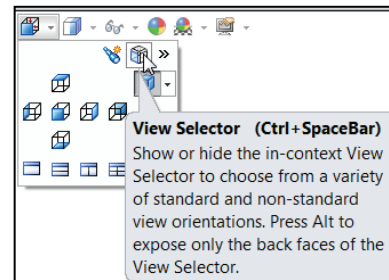 View Selector (Ctrl+SpaceBar)
Show or hide the in-context View
Selector to choose from a variety
of standard and non-standard
view orientations. Press Alt to
expose only the back faces of the
View Selector.